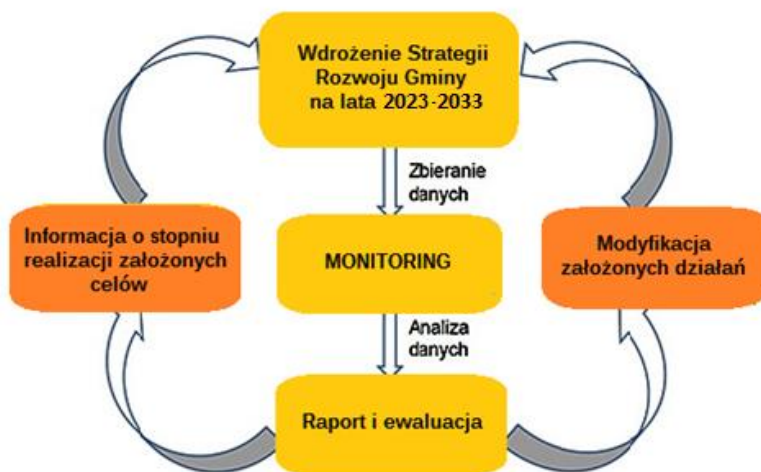 Wdrożenie Strategii
Rozwoju Gminy
na lata 2023-2033
Zbieranie
danych
Informacja o stopniu
realizacji założonych
celów
MONITORING
Modyfikacja
założonych działań
Analiza
danych
Raport i ewaluacja